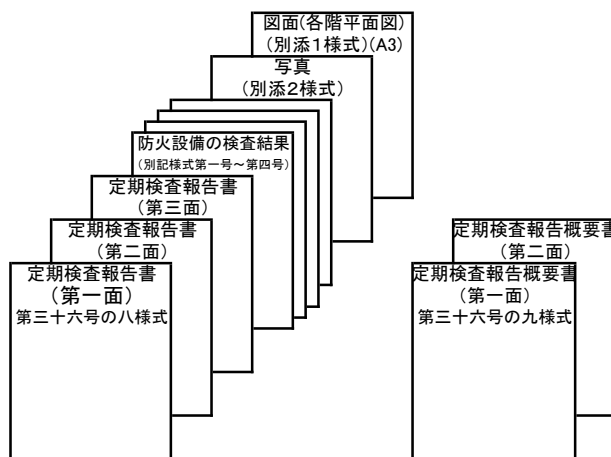 図面(各階平面図)
(別添1様式)(A3)
写真
(別添2様式)
防火設備の検査結果
(別記様式第一号～第四号)
定期検査報告書
(第三面)
定期検査報告書
(第二面)
定期検査報告書
(第一面)
第三十六号の八様式
定期検査報告概要書
(第二面)
定期検査報告概要書
(第一面)
第三十六号の九様式